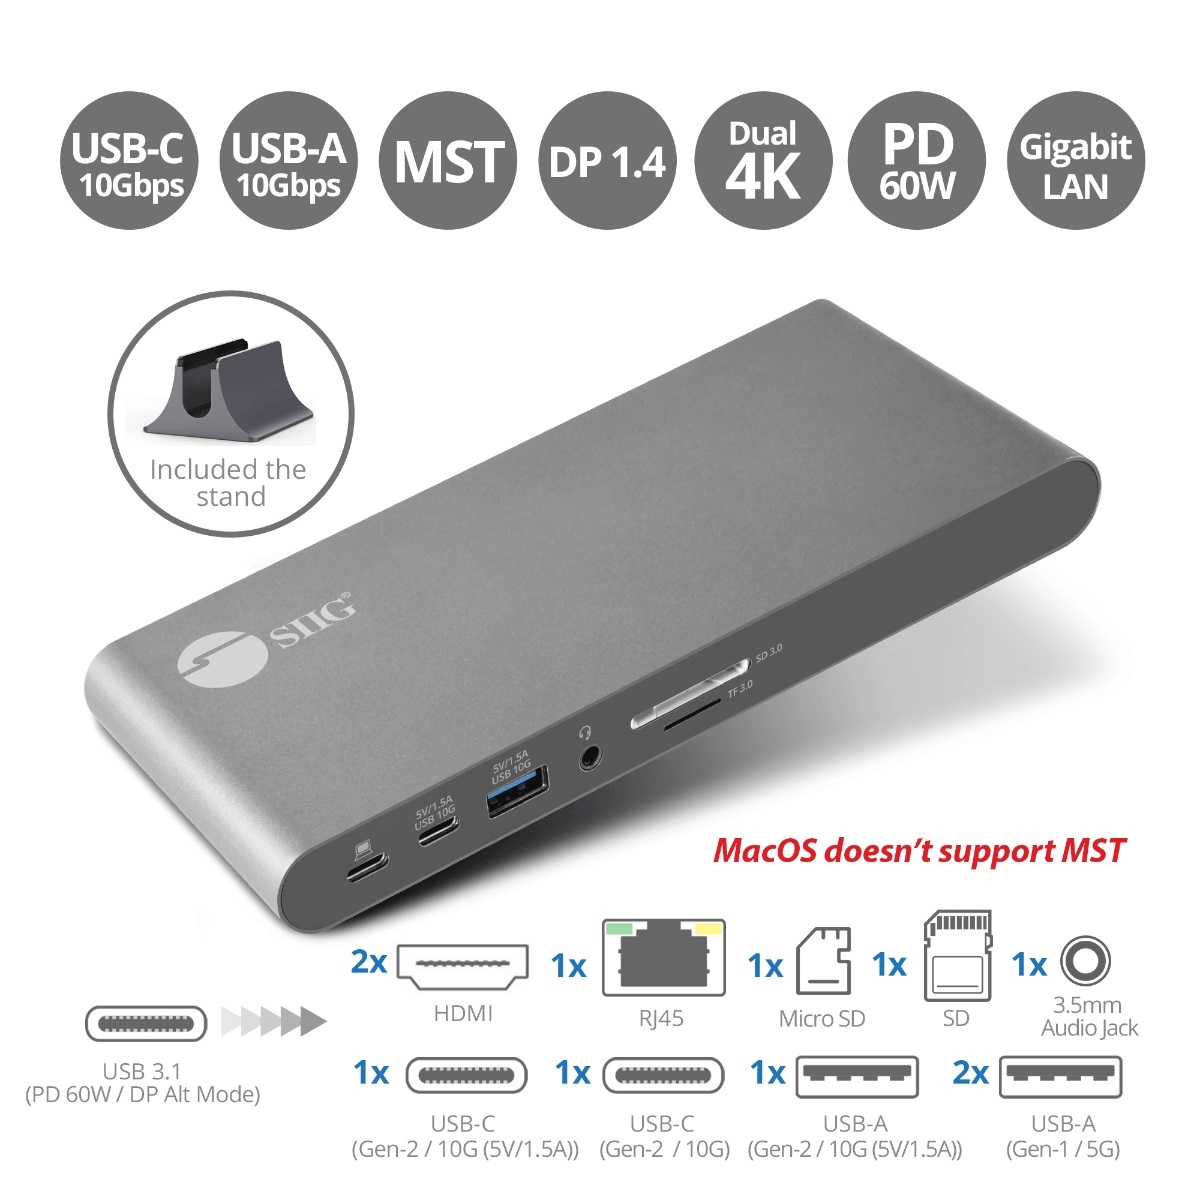 USB-C
10Gbps
USB-A
10Gbps
MST
DP 1.4
Dual
4K
PD
60W
Gigabit
LAN
Included the
stand
SIIG®
SD 3.0
TF 3.0
5V/1.5A
USB 10G
5V/1.5A
USB 10G
MacOS doesn't support MST
2x
HDMI
1x
RJ45
1x
Micro SD
1x
SD
1x
3.5mm
Audio Jack
USB 3.1
(PD 60W / DP Alt Mode)
1x
USB-C
(Gen-2 / 10G (5V/1.5A))
1x
USB-C
(Gen-2 / 10G)
1x
USB-A
(Gen-2 / 10G (5V/1.5A))
2x
USB-A
(Gen-1 / 5G)